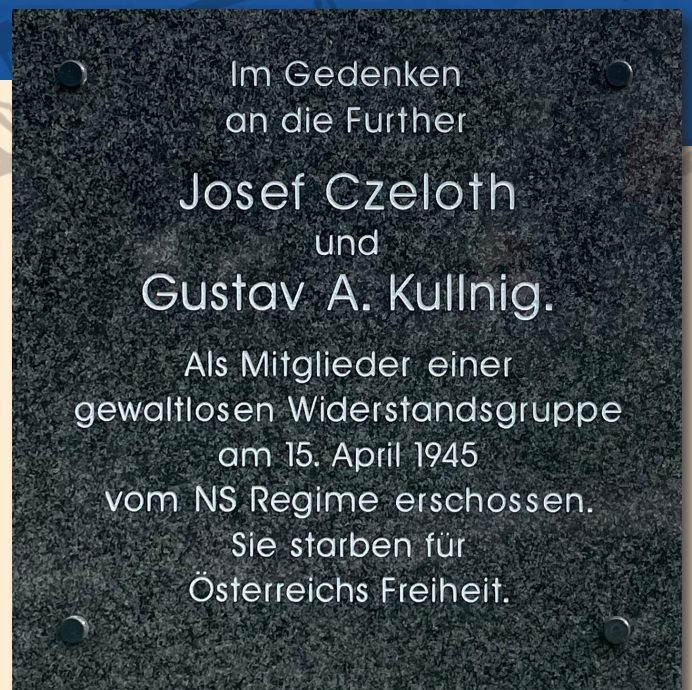 Im Gedenken
an die Further
Josef Czeloth
und
Gustav A. Kullnig.
Als Mitglieder einer
gewaltlosen Widerstandsgruppe
am 15. April 1945
vom NS Regime erschossen.
Sie starben für
Österreichs Freiheit.